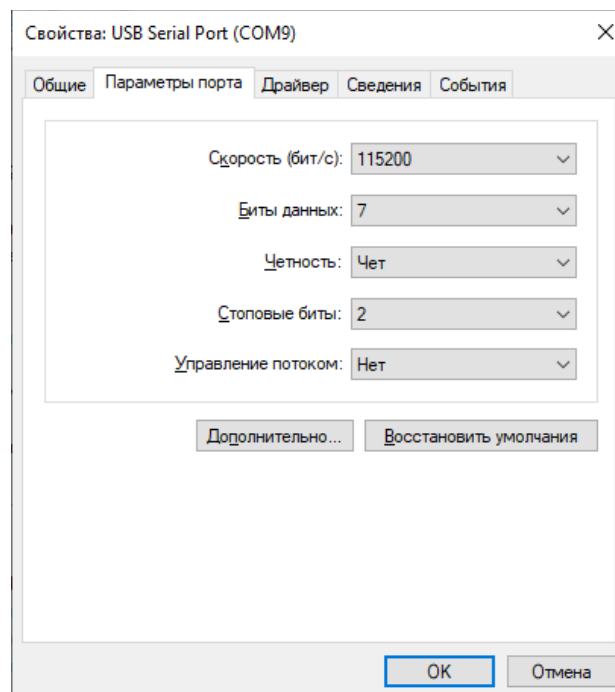 Свойства: USB Serial Port (COM9)
Общие Параметры порта Драйвер Сведения События
Скорость (бит/с): 115200
Биты данных: 7
Четность: Чет
Стоповые биты: 2
Управление потоком: Нет
Дополнительно... Восстановить умолчания
OK Отмена